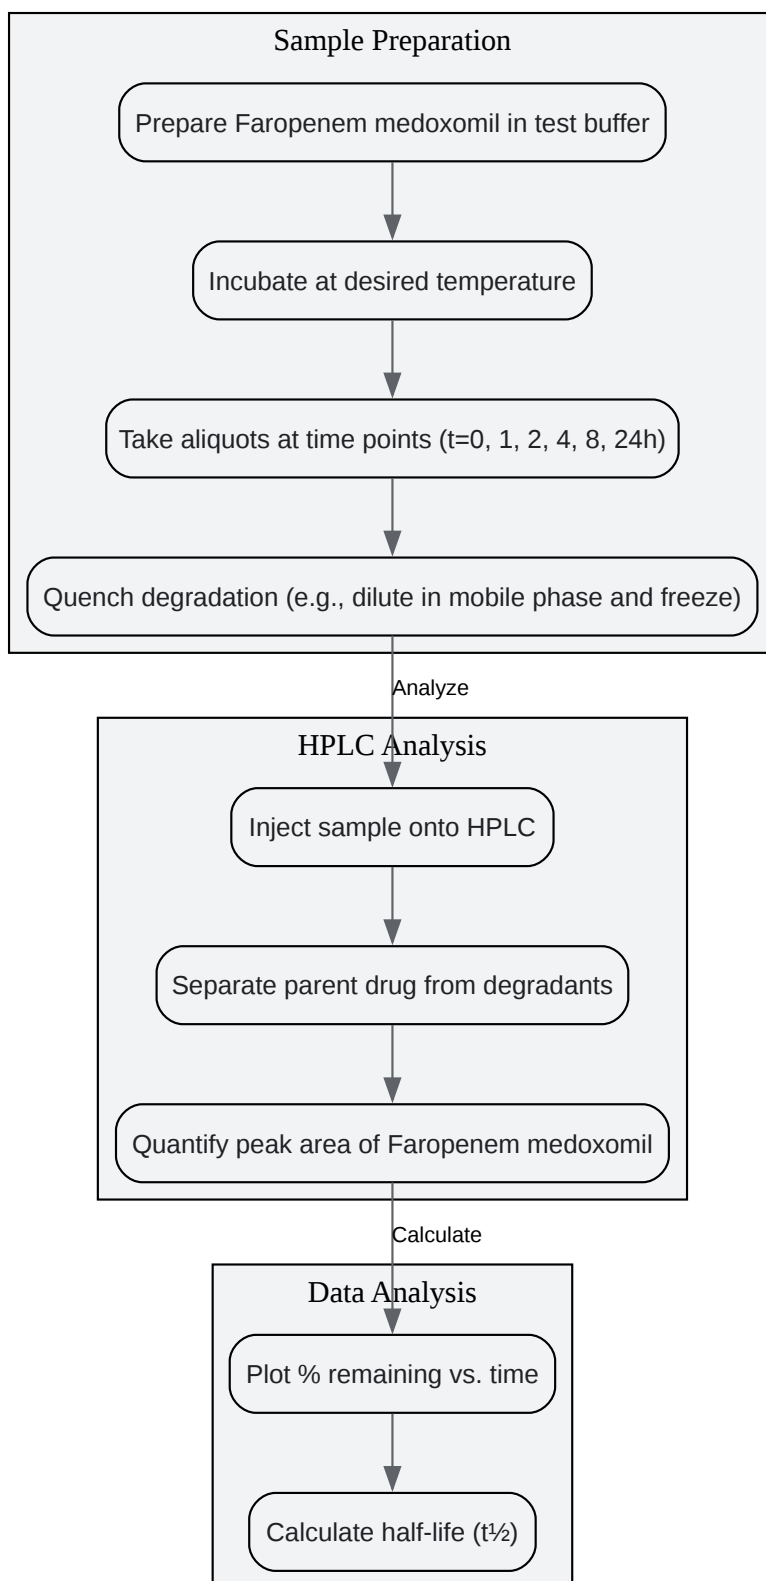 Sample Preparation
Prepare Faropenem medoxomil in test buffer
Incubate at desired temperature
Take aliquots at time points (t=0, 1, 2, 4, 8, 24h)
Quench degradation (e.g., dilute in mobile phase and freeze)
Analyze
HPLC Analysis
Inject sample onto HPLC
Separate parent drug from degradants
Quantify peak area of Faropenem medoxomil
Calculate
Data Analysis
Plot % remaining vs. time
Calculate half-life (t½)